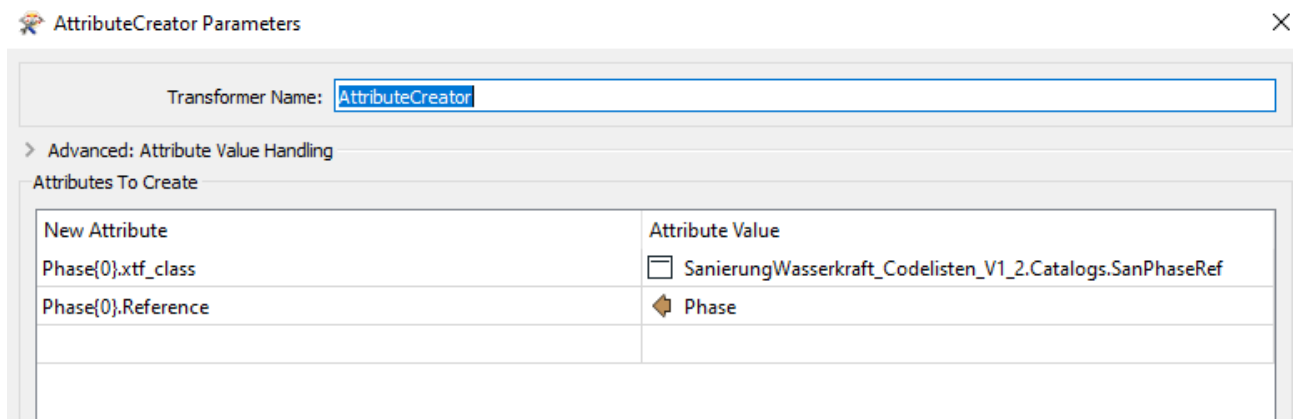 AttributeCreator Parameters
Transformer Name: AttributeCreator
Advanced: Attribute Value Handling
Attributes To Create
New Attribute Attribute Value
Phase{0}.xtf_class SanierungWasserkraft_Codelisten_V1_2.Catalogs.SanPhaseRef
Phase{0}.Reference Phase